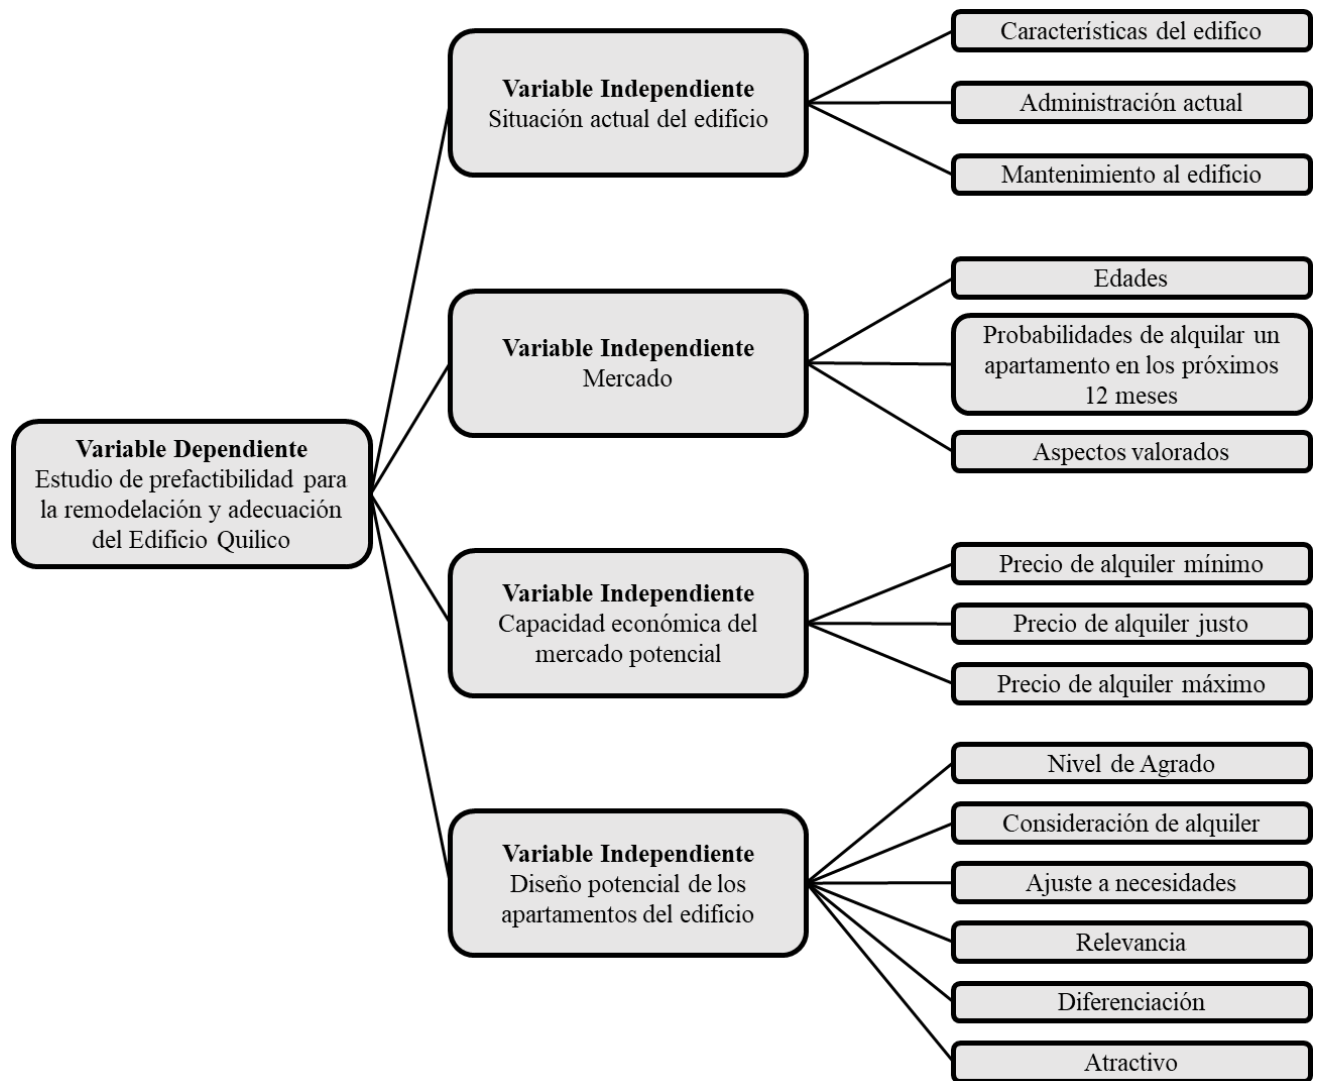 Variable Dependiente
Estudio de prefactibilidad para
la remodelación y adecuación
del Edificio Quilico
Variable Independiente
Situación actual del edificio
Características del edifico
Administración actual
Mantenimiento al edificio
Variable Independiente
Mercado
Edades
Probabilidades de alquilar un
apartamento en los próximos
12 meses
Aspectos valorados
Variable Independiente
Capacidad económica del
mercado potencial
Precio de alquiler mínimo
Precio de alquiler justo
Precio de alquiler máximo
Variable Independiente
Diseño potencial de los
apartamentos del edificio
Nivel de Agrado
Consideración de alquiler
Ajuste a necesidades
Relevancia
Diferenciación
Atractivo